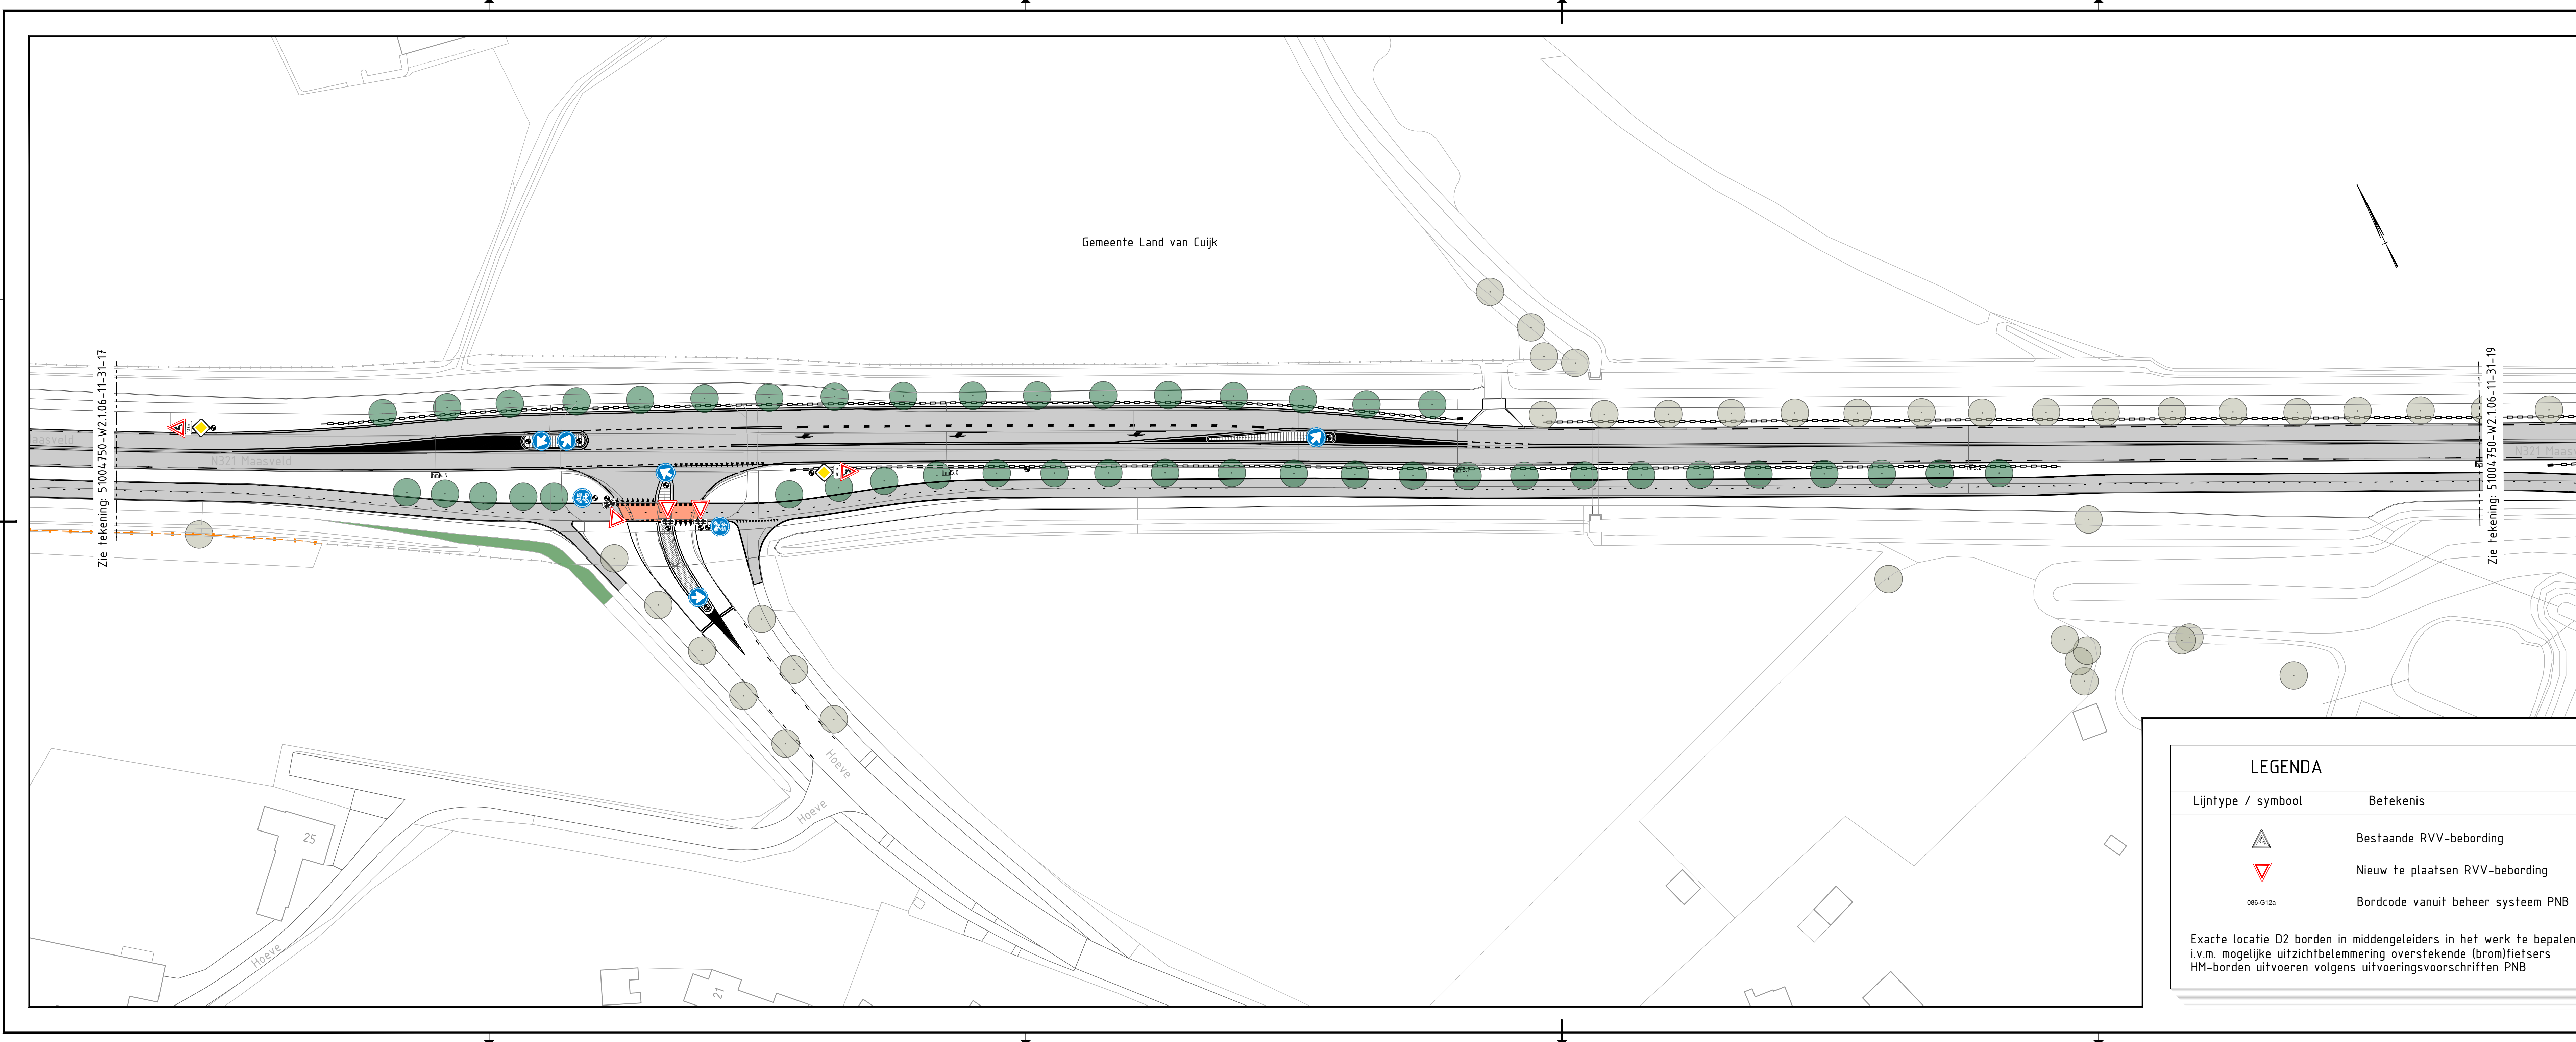 Gemeente Land van Cuijk
Zie tekening: 51004750-W2.1.06-11-31-17
Zie tekening: 51004750-W2.1.06-11-31-19
aasveld
N321 Maasveld
N321 Maasv
Hoeve
Hoeve
Hoeve
25
21
LEGENDA
Lijntype / symbool Betekenis
Bestaande RVV-bebording
Nieuw te plaatsen RVV-bebording
086-G12a Bordcode vanuit beheer systeem PNB
Exacte locatie D2 borden in middengeleiders in het werk te bepalen
i.v.m. mogelijke uitzichtbelemmering overstekende (brom)fietsers
HM-borden uitvoeren volgens uitvoeringsvoorschriften PNB